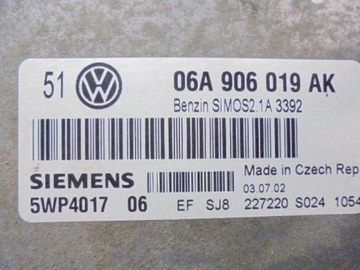 51 VW 06A 906 019 AK
Benzin SIMOS2.1A 3392
SIEMENS Made in Czech Rep
03.07.02
5WP4017 06 EF SJ8 227220 S024 1054